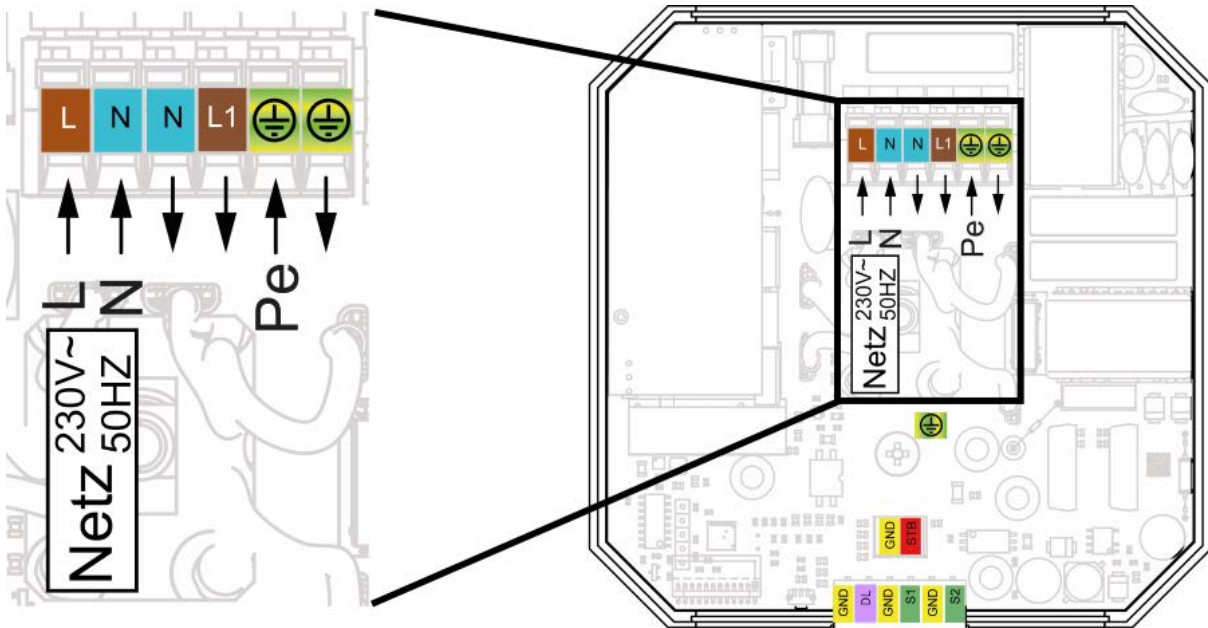 L N N L1
L N Pe
Netz 230V~ 50HZ
L N N L1
L N Pe
Netz 230V~ 50HZ
GND STB
GND DL GND S1 GND S2